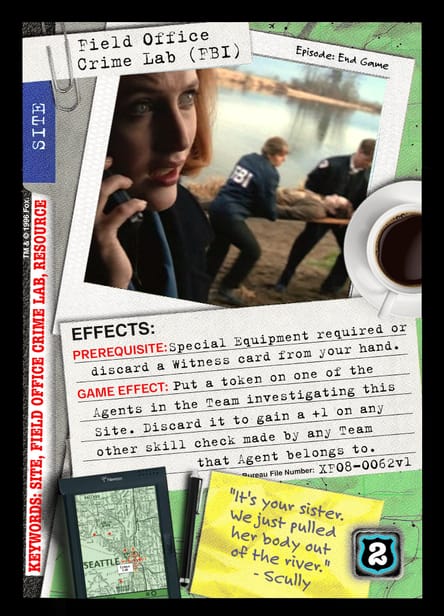 Field Office
Crime Lab (FBI)
Episode: End Game
SITE
TM & © 1996 Fox.
KEYWORDS: SITE, FIELD OFFICE CRIME LAB, RESOURCE
FBI
EFFECTS:
PREREQUISITE: Special Equipment required or
discard a Witness card from your hand.
GAME EFFECT: Put a token on one of the
Agents in the Team investigating this
Site. Discard it to gain a +1 on any
other skill check made by any Team
that Agent belongs to.
Bureau File Number: XF08-0062v1
Newton
SEATTLE
"It's your sister.
We just pulled
her body out
of the river."
- Scully
2